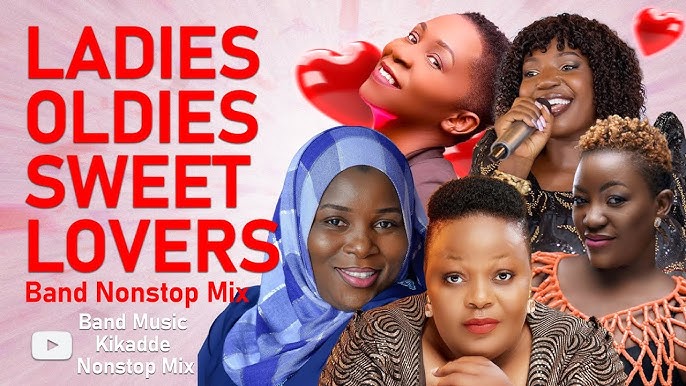 LADIES
OLDIES
SWEET
LOVERS
Band Nonstop Mix
Band Music
Kikadde
Nonstop Mix